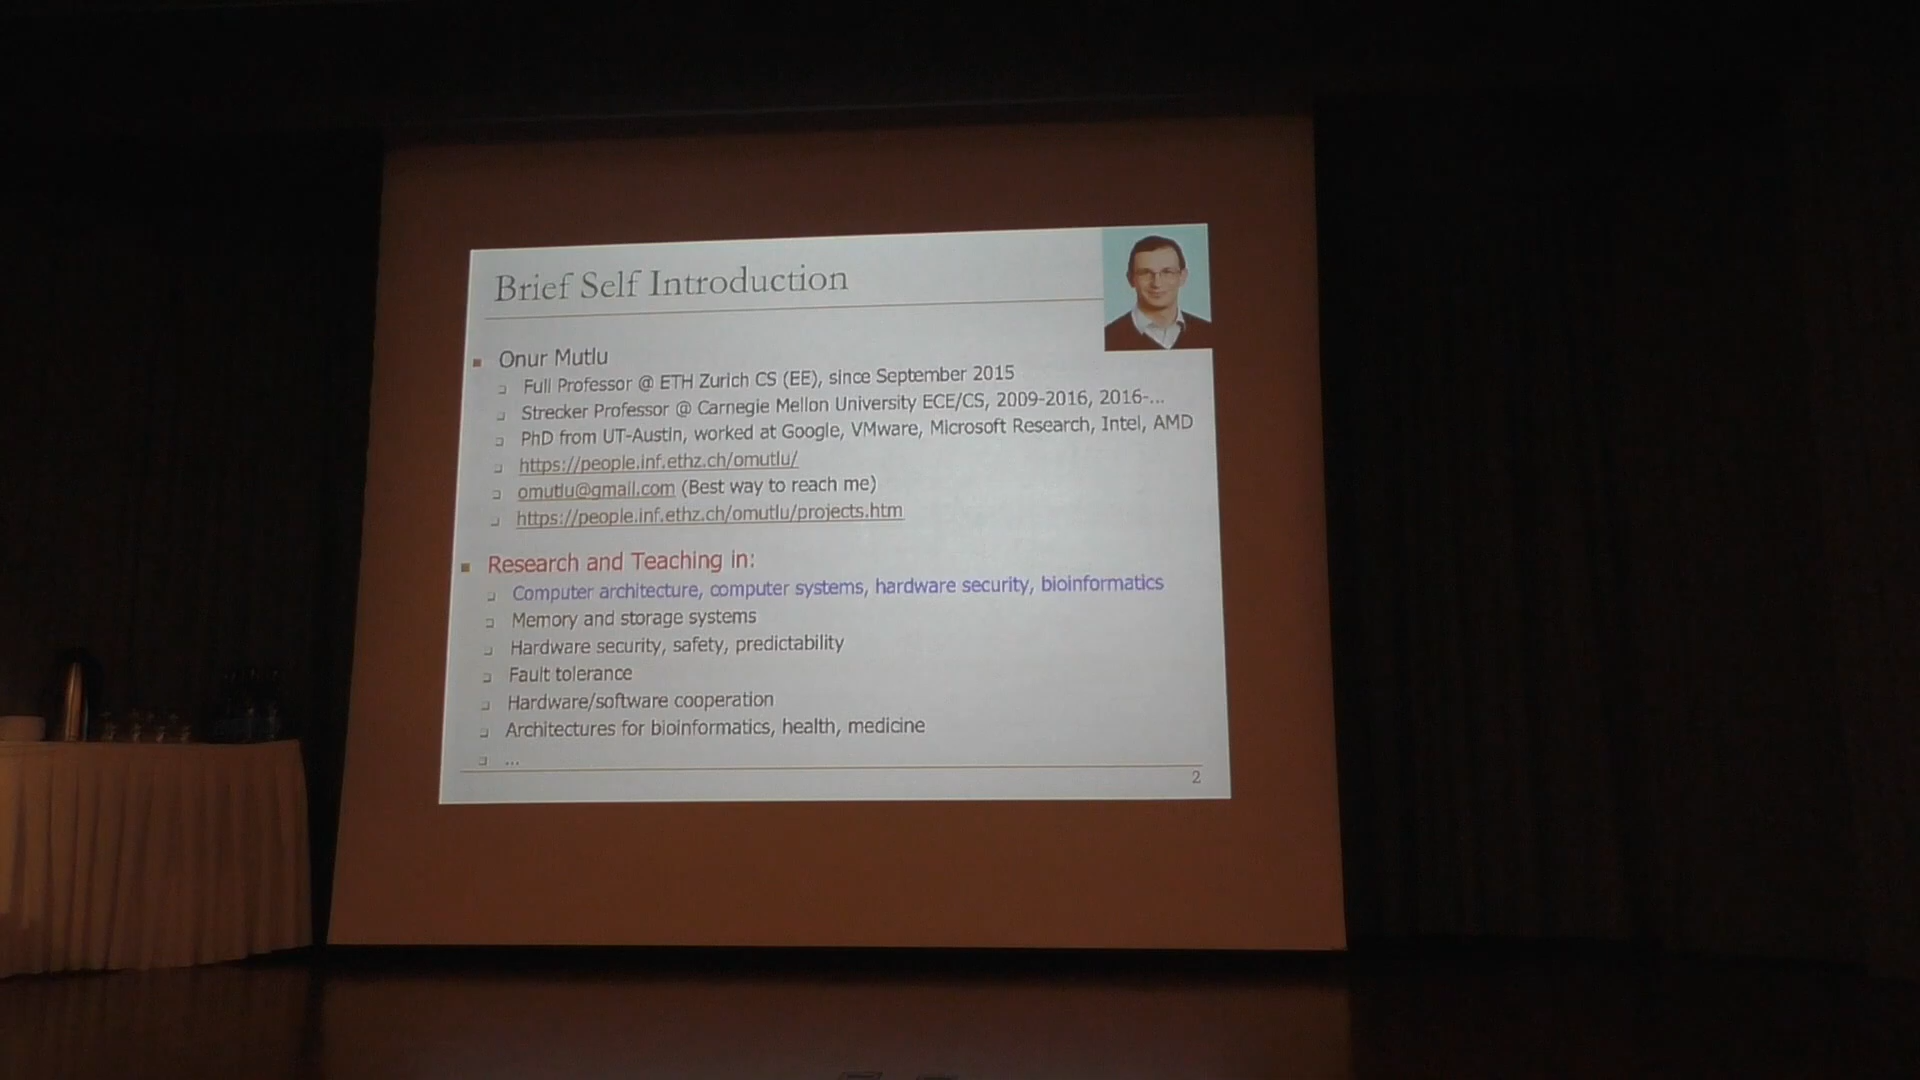 Brief Self Introduction
Onur Mutlu
Full Professor @ ETH Zurich CS (EE), since September 2015
Strecker Professor @ Carnegie Mellon University ECE/CS, 2009-2016, 2016-...
PhD from UT-Austin, worked at Google, VMware, Microsoft Research, Intel, AMD
https://people.inf.ethz.ch/omutlu/
omutlu@gmail.com (Best way to reach me)
https://people.inf.ethz.ch/omutlu/projects.htm
Research and Teaching in:
Computer architecture, computer systems, hardware security, bioinformatics
Memory and storage systems
Hardware security, safety, predictability
Fault tolerance
Hardware/software cooperation
Architectures for bioinformatics, health, medicine
...
2